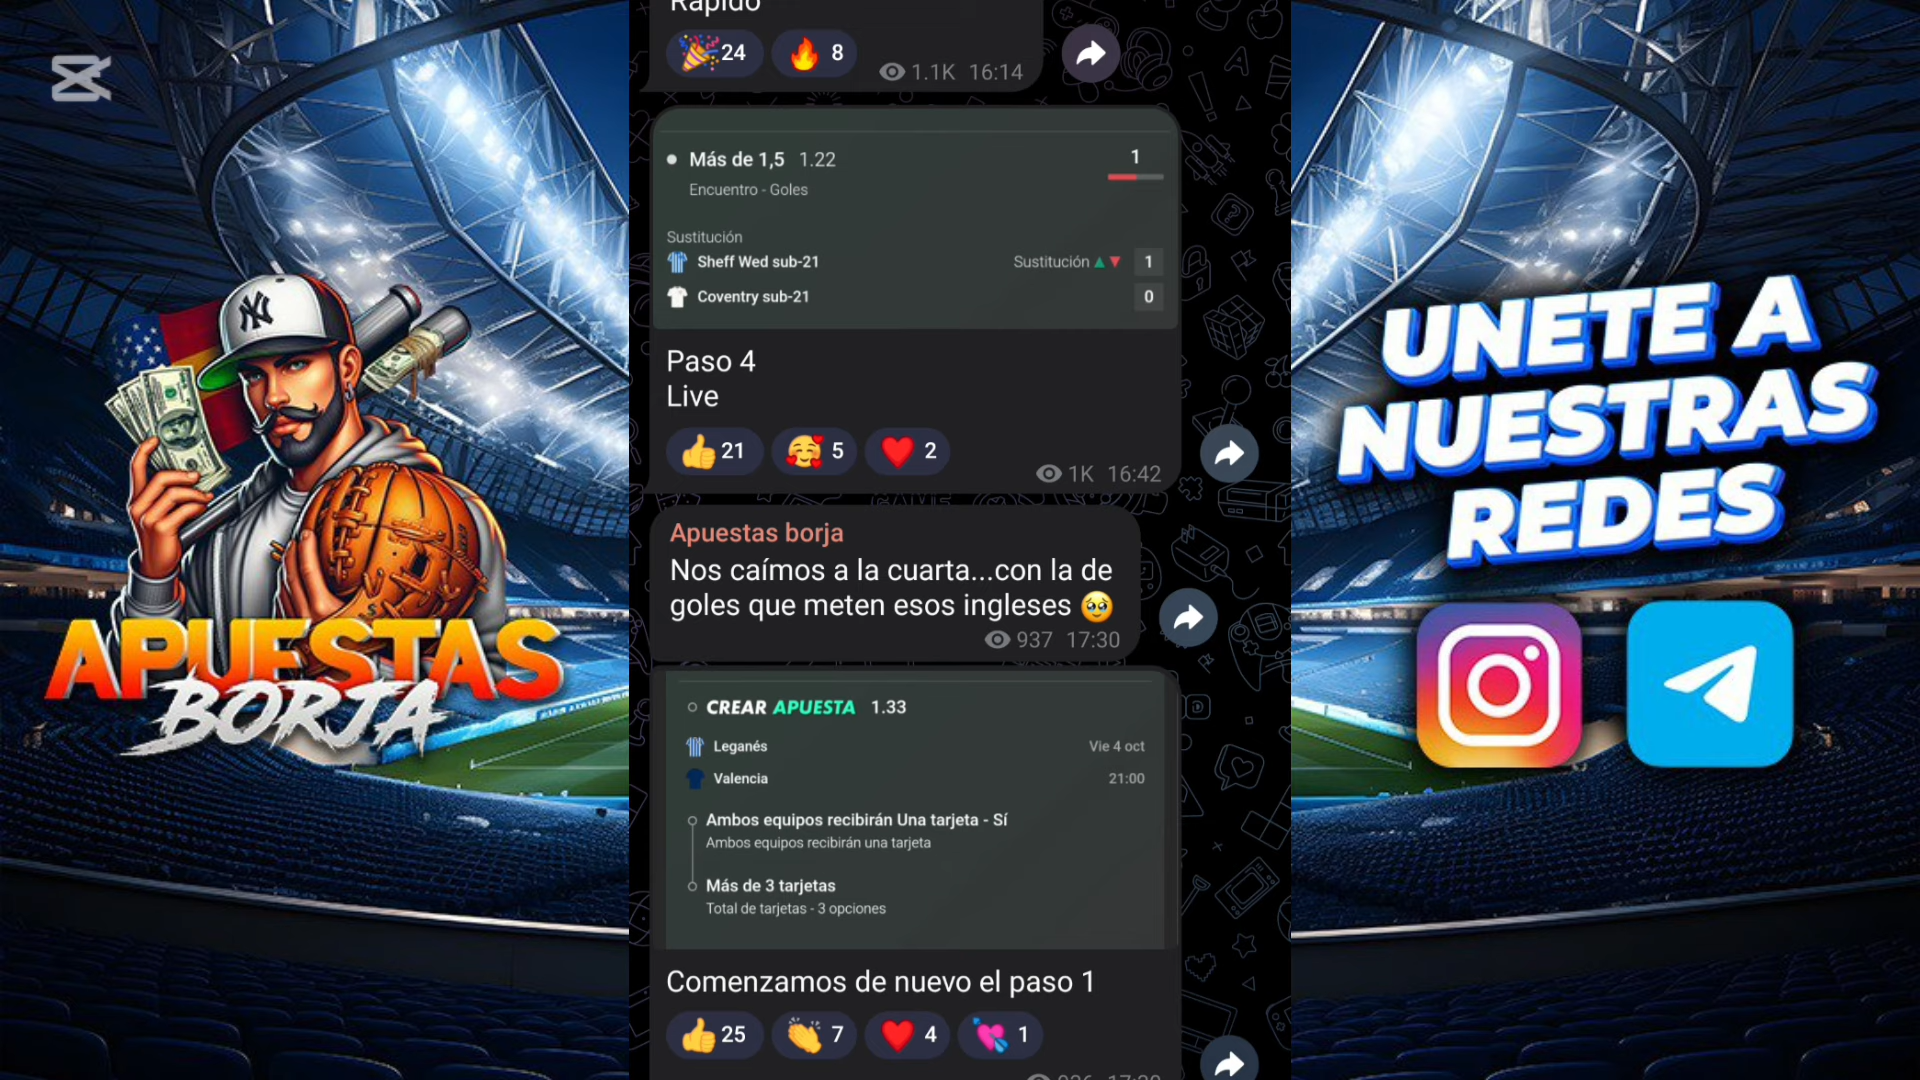 Rápido
24
8
1.1K 16:14
Más de 1,5 1.22
1
Encuentro - Goles
Sustitución
Sheff Wed sub-21
Sustitución
1
Coventry sub-21
0
Paso 4
Live
21
5
2
1K 16:42
Apuestas borja
Nos caímos a la cuarta...con la de
goles que meten esos ingleses
937 17:30
CREAR APUESTA 1.33
Leganés
Vie 4 oct
Valencia
21:00
Ambos equipos recibirán Una tarjeta - Sí
Ambos equipos recibirán una tarjeta
Más de 3 tarjetas
Total de tarjetas - 3 opciones
Comenzamos de nuevo el paso 1
25
7
4
1
NY
APUESTAS
BORJA
UNETE A
NUESTRAS
REDES